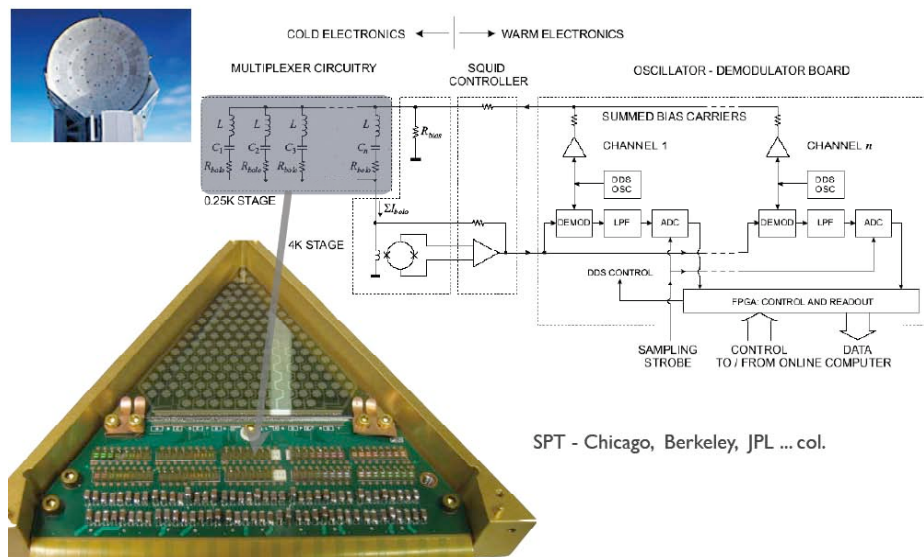 COLD ELECTRONICS
WARM ELECTRONICS
MULTIPLEXER CIRCUITRY
SQUID
CONTROLLER
OSCILLATOR - DEMODULATOR BOARD
L L L L
C1 C2 C3 Cn
Rbolo Rbolo Rbolo Rbolo
Rbias
SUMMED BIAS CARRIERS
CHANNEL 1
CHANNEL n
DDS
OSC
DDS
OSC
0.25K STAGE
ΣIbolo
4K STAGE
DEMOD LPF ADC
DEMOD LPF ADC
DDS CONTROL
FPGA: CONTROL AND READOUT
SAMPLING
STROBE
CONTROL
DATA
TO / FROM ONLINE COMPUTER
SPT - Chicago, Berkeley, JPL ... col.